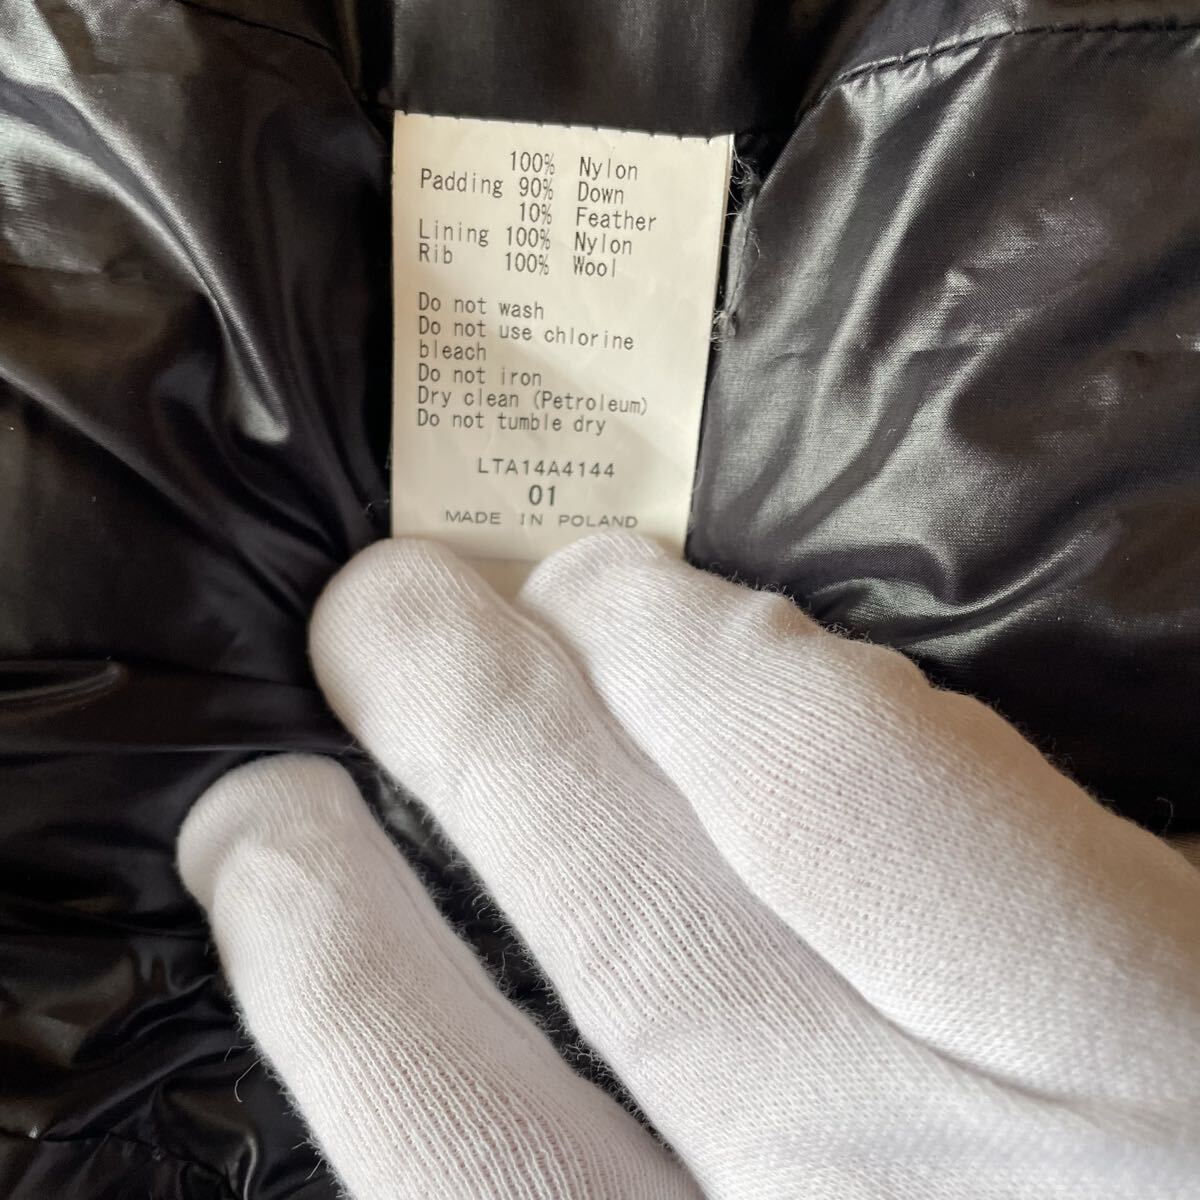 100% Nylon
Padding 90% Down
10% Feather
Lining 100% Nylon
Rib 100% Wool
Do not wash
Do not use chlorine
bleach
Do not iron
Dry clean (Petroleum)
Do not tumble dry
LTA14A4144
01
MADE IN POLAND